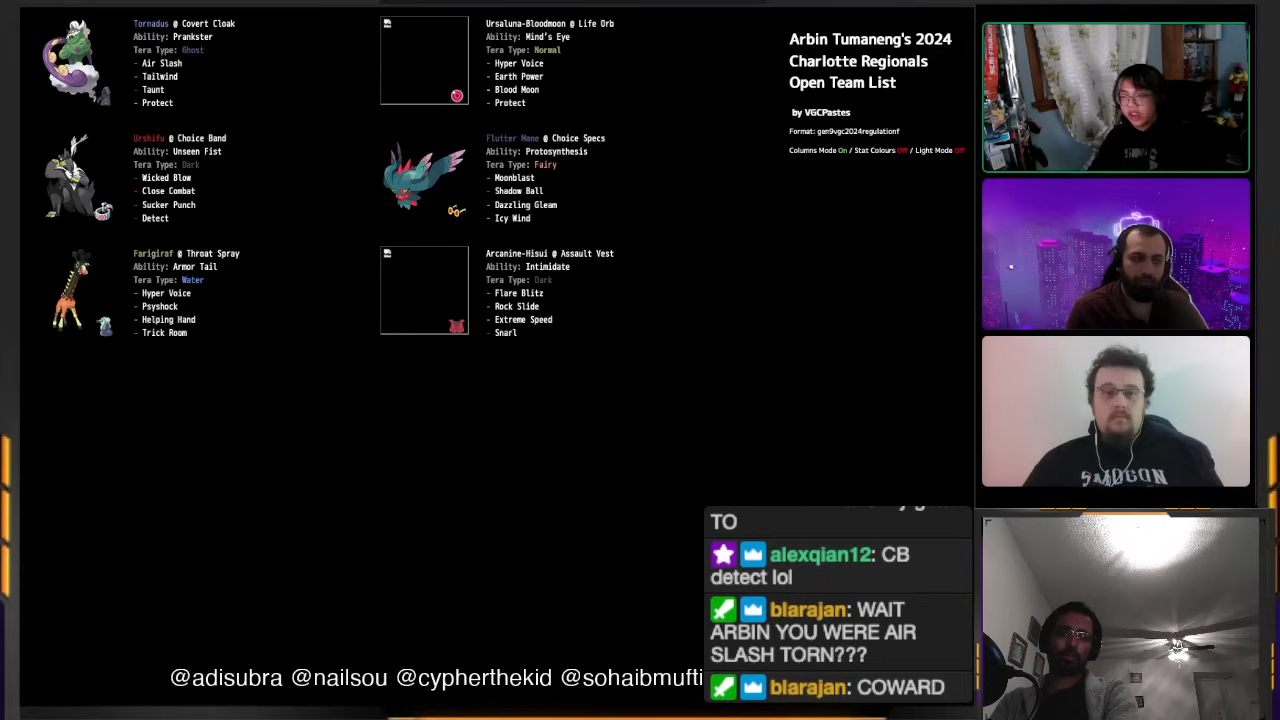 Tornadus @ Covert Cloak
Ability: Prankster
Tera Type: Ghost
- Air Slash
- Tailwind
- Taunt
- Protect
Ursaluna-Bloodmoon @ Life Orb
Ability: Mind's Eye
Tera Type: Normal
- Hyper Voice
- Earth Power
- Blood Moon
- Protect
Urshifu @ Choice Band
Ability: Unseen Fist
Tera Type: Dark
- Wicked Blow
- Close Combat
- Sucker Punch
- Detect
Flutter Mane @ Choice Specs
Ability: Protosynthesis
Tera Type: Fairy
- Moonblast
- Shadow Ball
- Dazzling Gleam
- Icy Wind
Farigiraf @ Throat Spray
Ability: Armor Tail
Tera Type: Water
- Hyper Voice
- Psyshock
- Helping Hand
- Trick Room
Arcanine-Hisui @ Assault Vest
Ability: Intimidate
Tera Type: Dark
- Flare Blitz
- Rock Slide
- Extreme Speed
- Snarl
Arbin Tumaneng's 2024
Charlotte Regionals
Open Team List
by VGCPastes
Format: gen9vgc2024regulationf
Columns Mode On / Stat Colours Off / Light Mode Off
SMOGON
TO
alexqian12: CB
detect lol
blarajan: WAIT
ARBIN YOU WERE AIR
SLASH TORN???
blarajan: COWARD
@adisubra @nailsou @cypherthekid @sohaibmufti